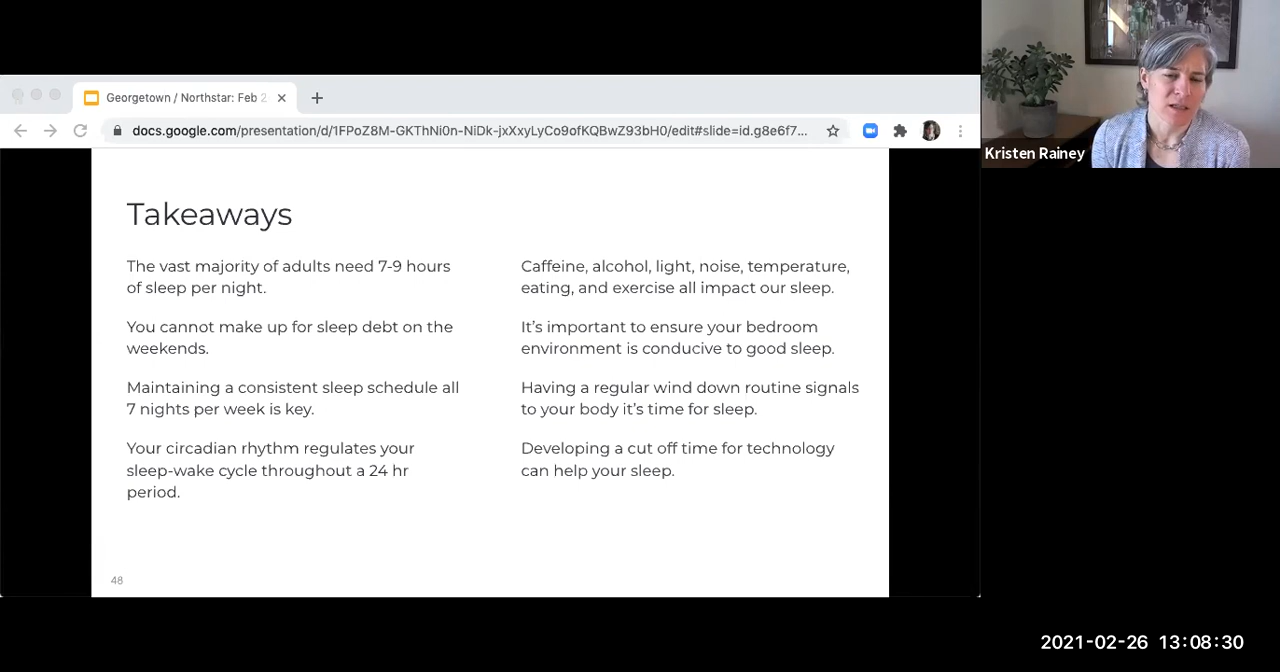 Georgetown / Northstar: Feb 2
docs.google.com/presentation/d/1FPoZ8M-GKThNi0n-NiDk-jxXxyLyCo9ofKQBwZ93bH0/edit#slide=id.g8e6f7...
Kristen Rainey
Takeaways
The vast majority of adults need 7-9 hours
of sleep per night.
You cannot make up for sleep debt on the
weekends.
Maintaining a consistent sleep schedule all
7 nights per week is key.
Your circadian rhythm regulates your
sleep-wake cycle throughout a 24 hr
period.
Caffeine, alcohol, light, noise, temperature,
eating, and exercise all impact our sleep.
It’s important to ensure your bedroom
environment is conducive to good sleep.
Having a regular wind down routine signals
to your body it’s time for sleep.
Developing a cut off time for technology
can help your sleep.
48
2021-02-26 13:08:30